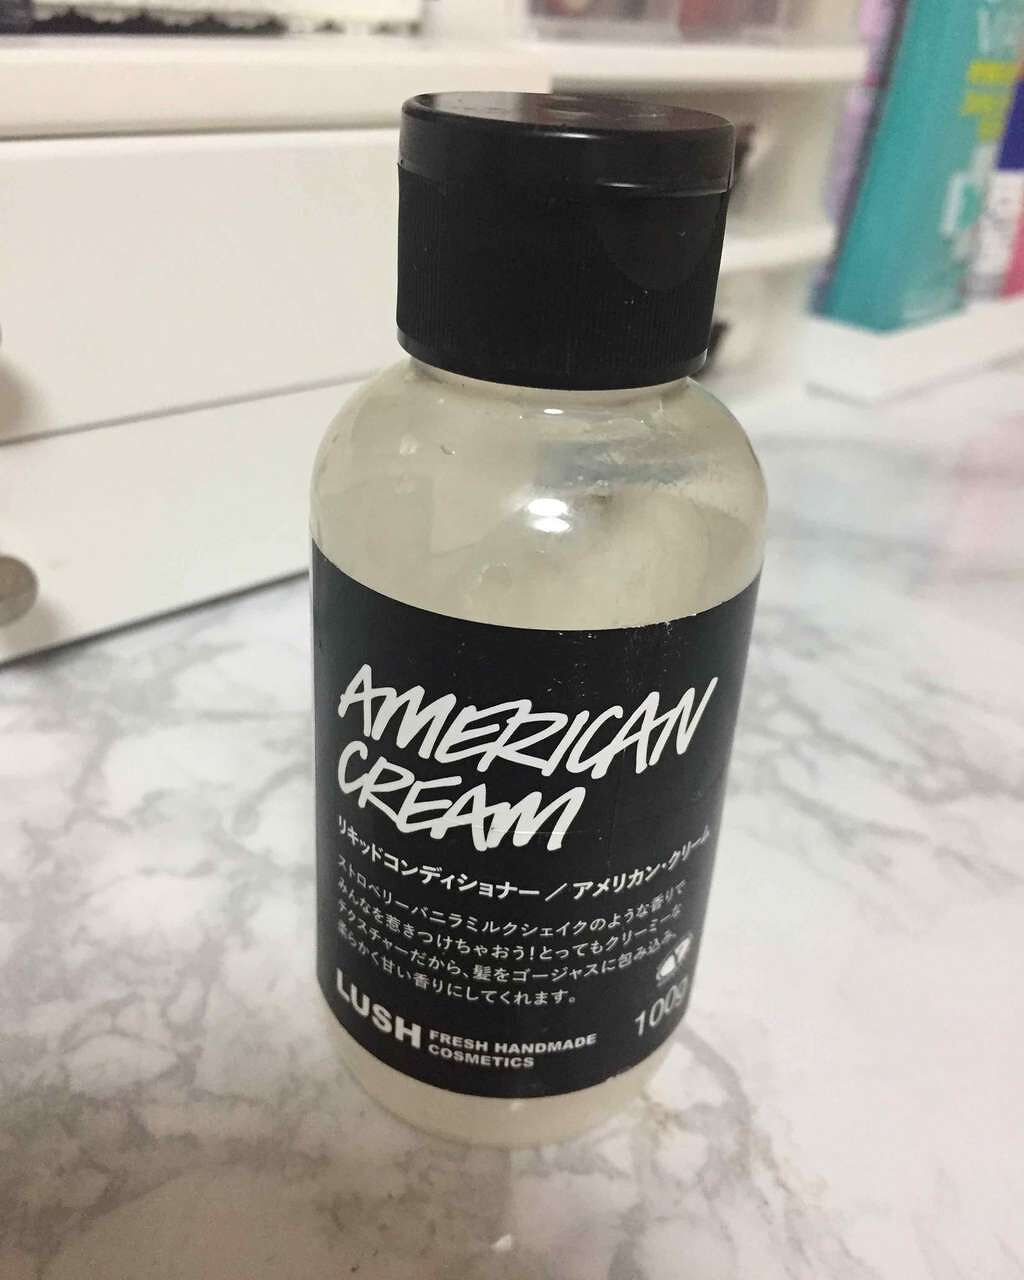 AMERICAN
CREAM
リキッドコンディショナー / アメリカン・クリーム
ストロベリーバニラミルクシェイクのような香りで
みんなを惹きつけちゃおう!とってもクリーミーな
テクスチャーだから、髪をゴージャスに包み込み、
柔らかく甘い香りにしてくれます。
LUSH FRESH HANDMADE
COSMETICS
100g